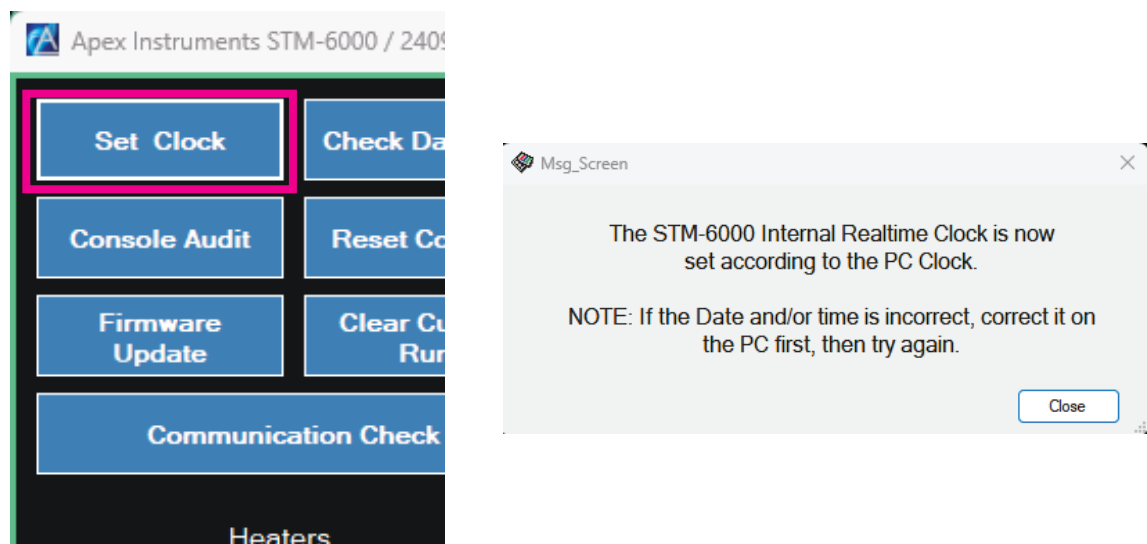 Apex Instruments STM-6000 / 2409
Set Clock
Check Da
Console Audit
Reset Co
Firmware
Update
Clear Cu
Run
Communication Check
Heaters
Msg_Screen
The STM-6000 Internal Realtime Clock is now
set according to the PC Clock.
NOTE: If the Date and/or time is incorrect, correct it on
the PC first, then try again.
Close